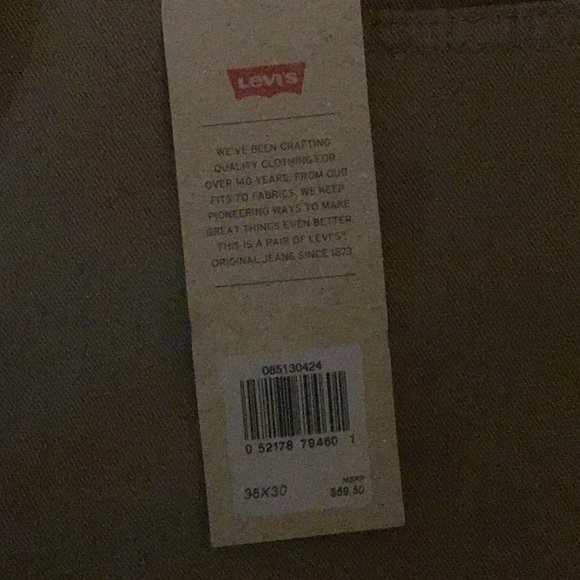 Levi's
WE'VE BEEN CRAFTING
QUALITY CLOTHING FOR
OVER 140 YEARS. FROM OUR
FITS TO FABRICS, WE KEEP
PIONEERING WAYS TO MAKE
GREAT THINGS EVEN BETTER.
THIS IS A PAIR OF LEVI'S®
ORIGINAL JEANS SINCE 1873.
085130424
0 52178 79460 1
MSRP
36X30 $69.50